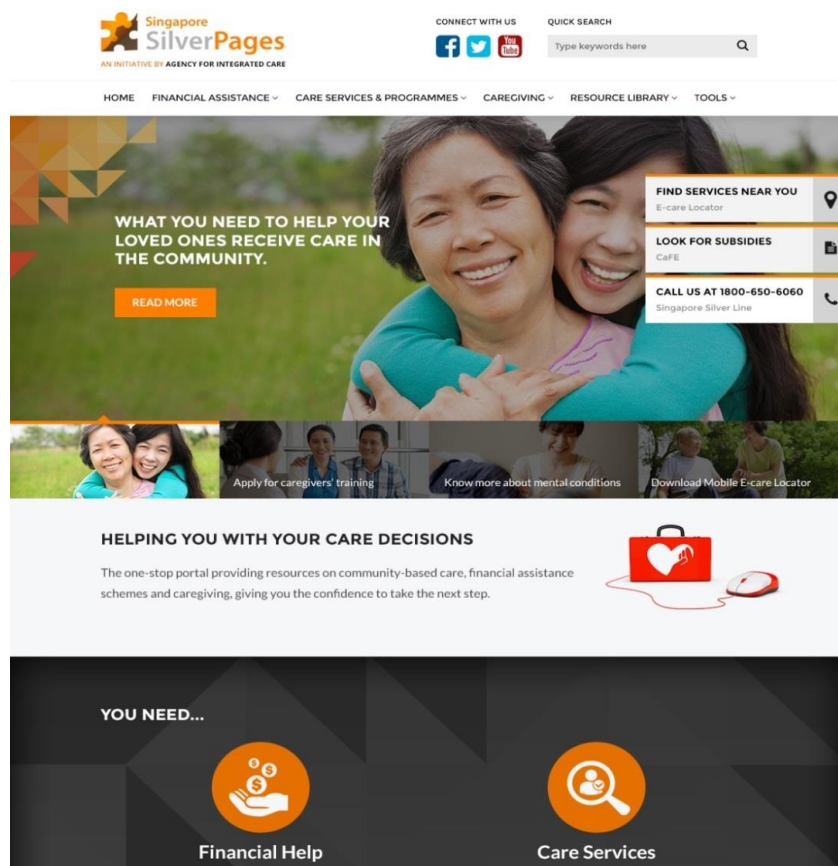 Singapore
SilverPages
AN INITIATIVE BY AGENCY FOR INTEGRATED CARE
CONNECT WITH US
You
Tube
QUICK SEARCH
Type keywords here
HOME FINANCIAL ASSISTANCE CARE SERVICES & PROGRAMMES CAREGIVING RESOURCE LIBRARY TOOLS
WHAT YOU NEED TO HELP YOUR
LOVED ONES RECEIVE CARE IN
THE COMMUNITY.
READ MORE
FIND SERVICES NEAR YOU
E-care Locator
LOOK FOR SUBSIDIES
CaFE
CALL US AT 1800-650-6060
Singapore Silver Line
Apply for caregivers' training
Know more about mental conditions
Download Mobile E-care Locator
HELPING YOU WITH YOUR CARE DECISIONS
The one-stop portal providing resources on community-based care, financial assistance
schemes and caregiving, giving you the confidence to take the next step.
YOU NEED...
Financial Help
Care Services